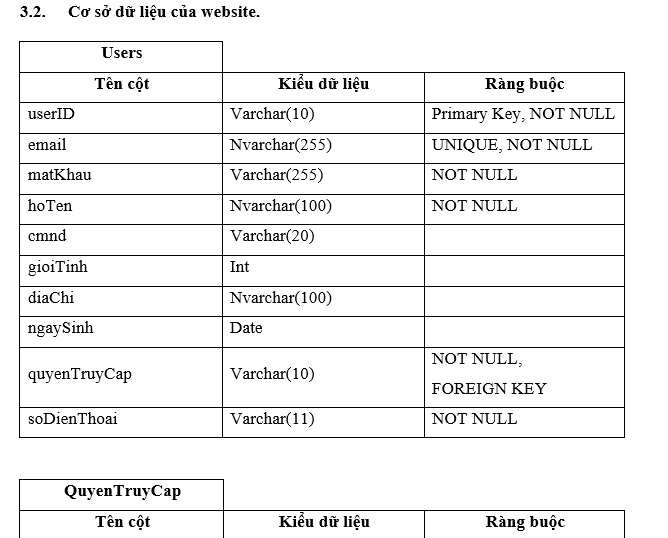 3.2. Cơ sở dữ liệu của website.
Users
Tên cột Kiểu dữ liệu Ràng buộc
userID Varchar(10) Primary Key, NOT NULL
email Nvarchar(255) UNIQUE, NOT NULL
matKhau Varchar(255) NOT NULL
hoTen Nvarchar(100) NOT NULL
cmnd Varchar(20)
gioiTinh Int
diaChi Nvarchar(100)
ngaySinh Date
quyenTruyCap Varchar(10) NOT NULL,
FOREIGN KEY
soDienThoai Varchar(11) NOT NULL
QuyenTruyCap
Tên cột Kiểu dữ liệu Ràng buộc